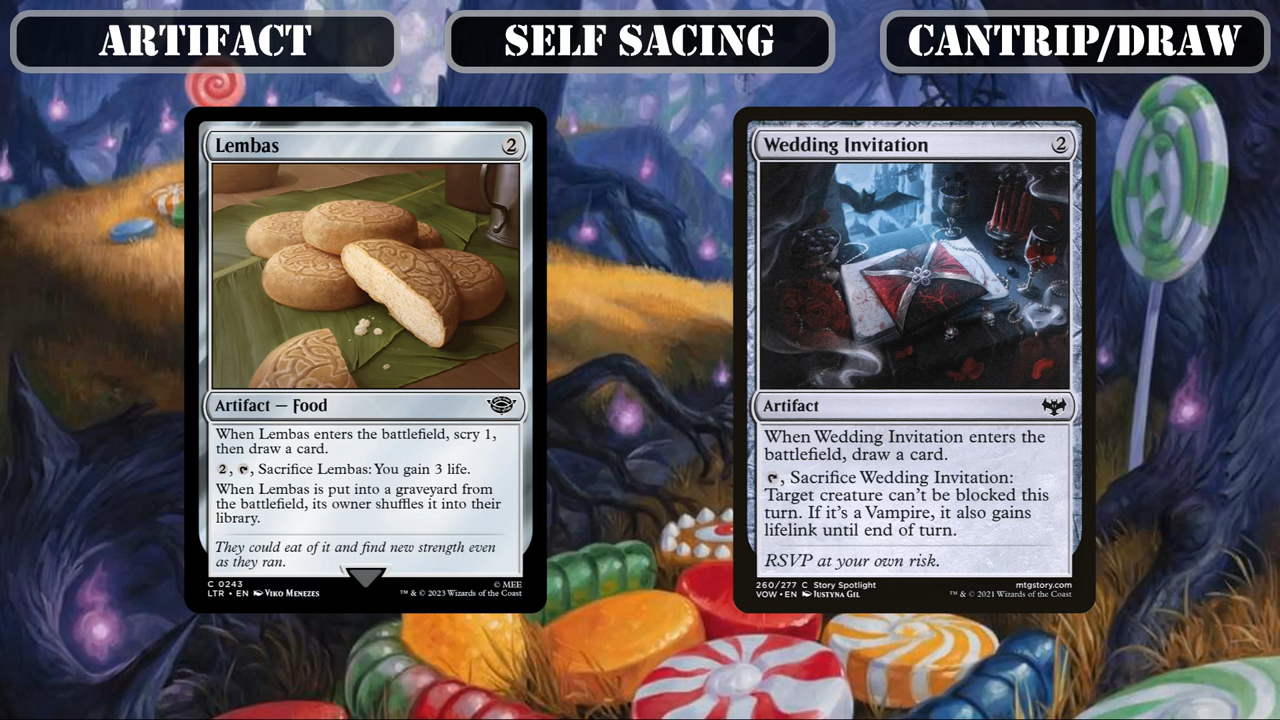 ARTIFACT
SELF SACING
CANTRIP/DRAW
Lembas 2
Artifact — Food
When Lembas enters the battlefield, scry 1,
then draw a card.
2, , Sacrifice Lembas: You gain 3 life.
When Lembas is put into a graveyard from
the battlefield, its owner shuffles it into their
library.
They could eat of it and find new strength even
as they ran.
C 0243
LTR • EN VIKO MENEZES
© MEE
™ & © 2023 Wizards of the Coast
Wedding Invitation 2
Artifact
When Wedding Invitation enters the
battlefield, draw a card.
, Sacrifice Wedding Invitation:
Target creature can't be blocked this
turn. If it's a Vampire, it also gains
lifelink until end of turn.
RSVP at your own risk.
260/277 C Story Spotlight
VOW • EN JUSTYNA GIL
mtgstory.com
™ & © 2021 Wizards of the Coast